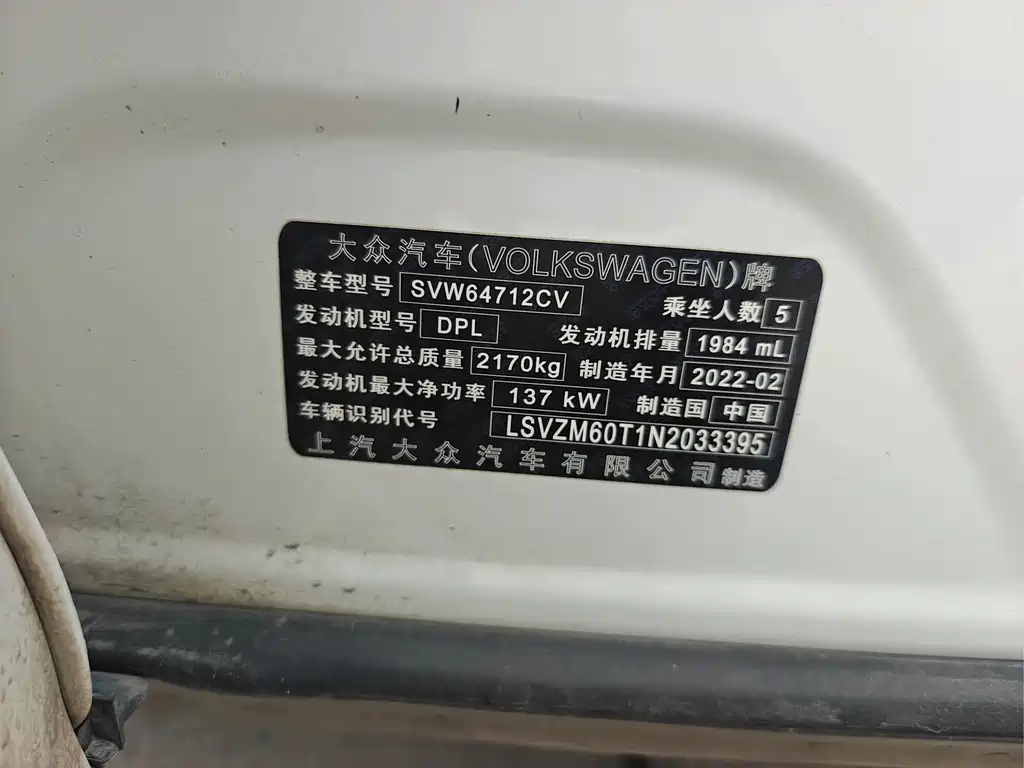 大众汽车(VOLKSWAGEN)牌
整车型号 SVW64712CV 乘坐人数 5
发动机型号 DPL 发动机排量 1984 mL
最大允许总质量 2170kg 制造年月 2022-02
发动机最大净功率 137 kW 制造国 中国
车辆识别代号 LSVZM60T1N2033395
上汽大众汽车有限公司制造